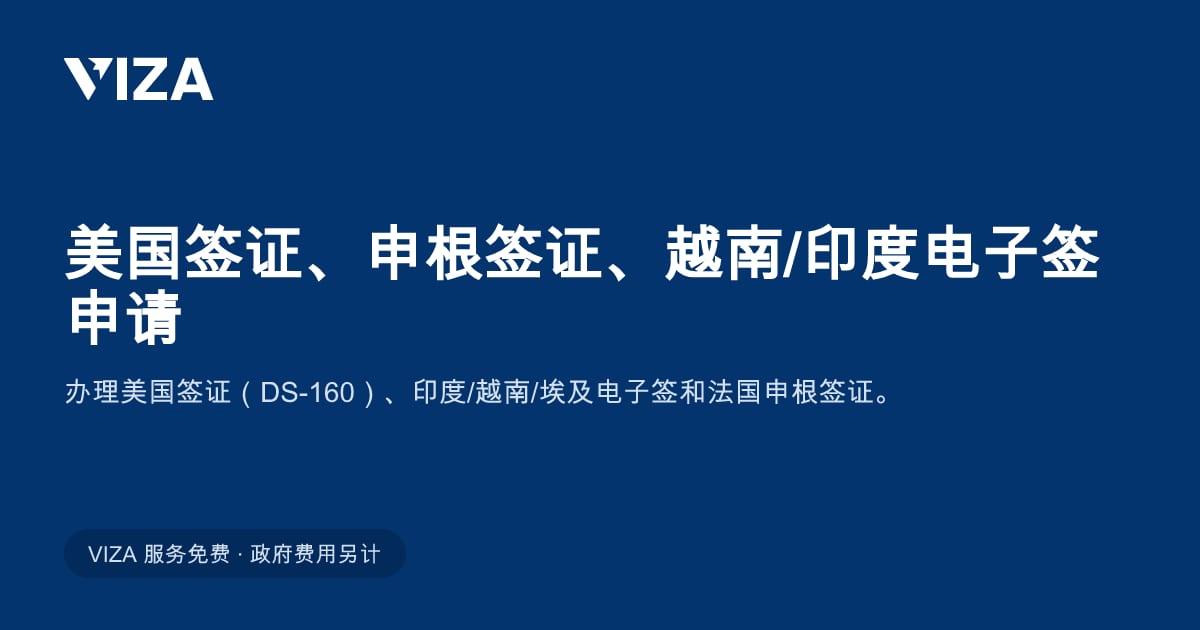 VIZA
美国签证、申根签证、越南/印度电子签
申请
办理美国签证（DS-160）、印度/越南/埃及电子签和法国申根签证。
VIZA 服务免费 · 政府费用另计